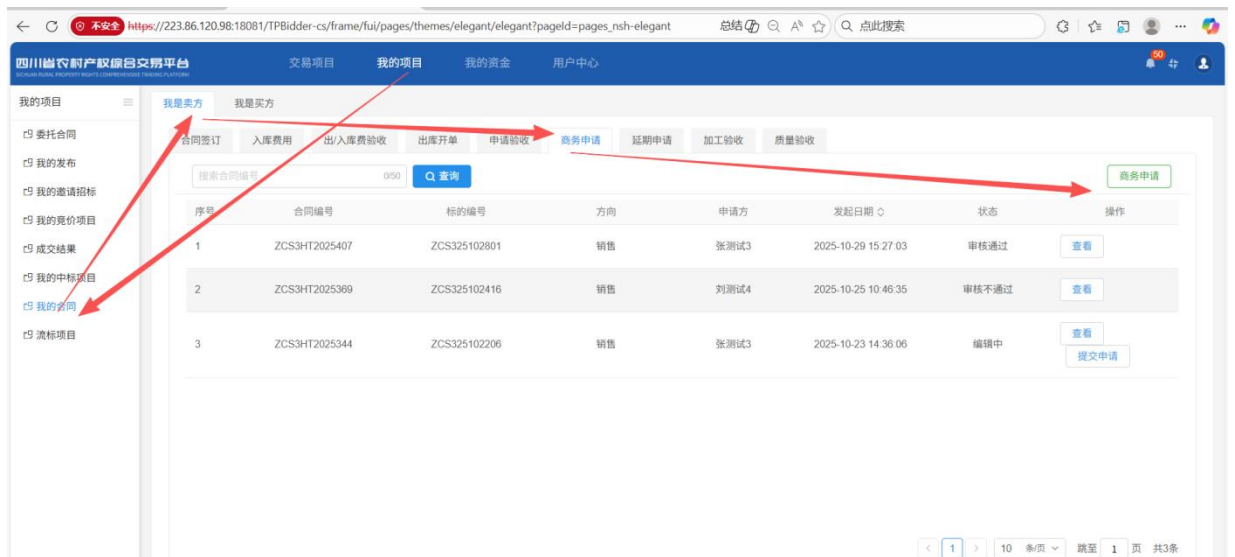 不安全 https://223.86.120.98:18081/TPBidder-cs/frame/fui/pages/themes/elegant/elegant?pageId=pages_nsh-elegant 总结 点此搜索
四川省农村产权综合交易平台 交易项目 我的项目 我的资金 用户中心 50
SICHUAN RURAL PROPERTY RIGHTS COMPREHENSIVE TRADING PLATFORM
我的项目 我是卖方 我是买方
委托合同
我的发布
我的邀请招标
我的竞价项目
成交结果
我的中标项目
我的合同
流标项目
合同签订 入库费用 出/入库费验收 出库开单 申请验收 商务申请 延期申请 加工验收 质量验收
搜索合同编号 0/50 查询 商务申请
序号 合同编号 标的编号 方向 申请方 发起日期 状态 操作
1 ZCS3HT2025407 ZCS325102801 销售 张测试3 2025-10-29 15:27:03 审核通过 查看
2 ZCS3HT2025369 ZCS325102416 销售 刘测试4 2025-10-25 10:46:35 审核不通过 查看
3 ZCS3HT2025344 ZCS325102206 销售 张测试3 2025-10-23 14:36:06 编辑中 查看
提交申请
< 1 > 10 条/页 跳至 1 页 共3条